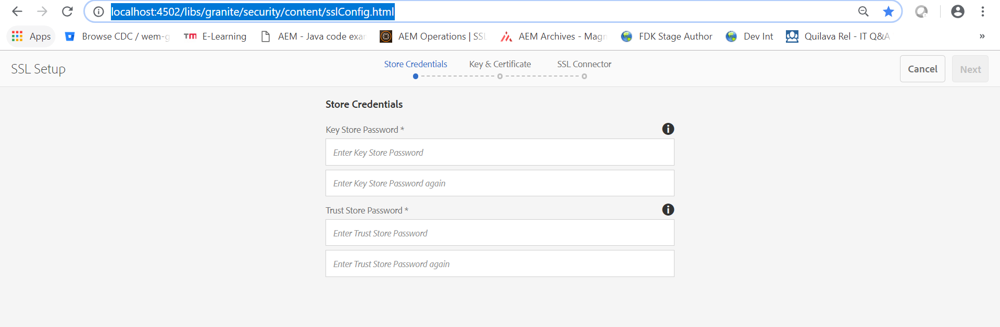 localhost:4502/libs/granite/security/content/sslConfig.html
Apps Browse CDC / wem-g TM E-Learning AEM - Java code exar AEM Operations | SSL AEM Archives - Magn FDK Stage Author Dev Int Quilava Rel - IT Q&A »
SSL Setup
Store Credentials Key & Certificate SSL Connector
Cancel Next
Store Credentials
Key Store Password *
Enter Key Store Password
Enter Key Store Password again
Trust Store Password *
Enter Trust Store Password
Enter Trust Store Password again